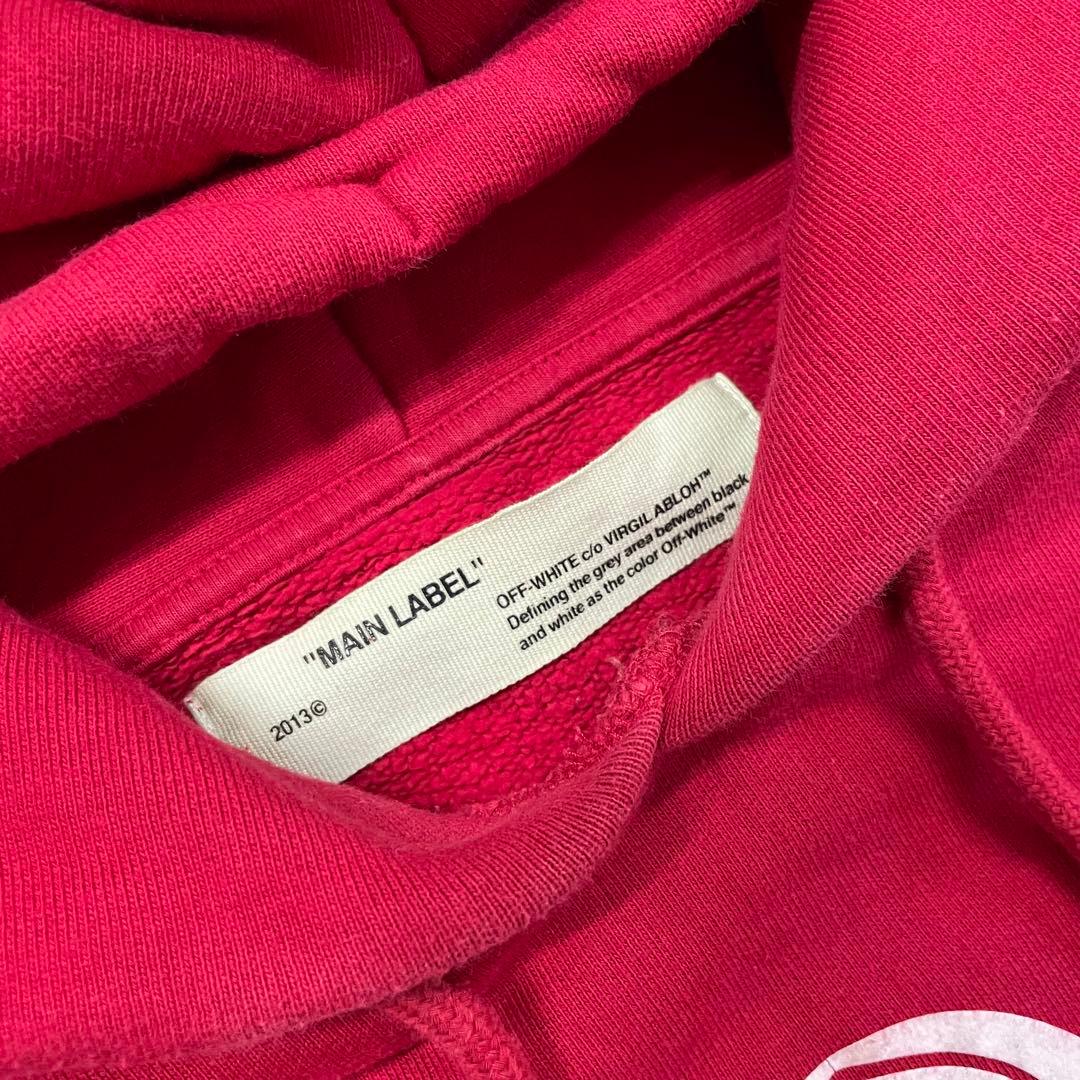 "MAIN LABEL"
2013©
OFF-WHITE c/o VIRGIL ABLOH™
Defining the grey area between black
and white as the color Off-White™